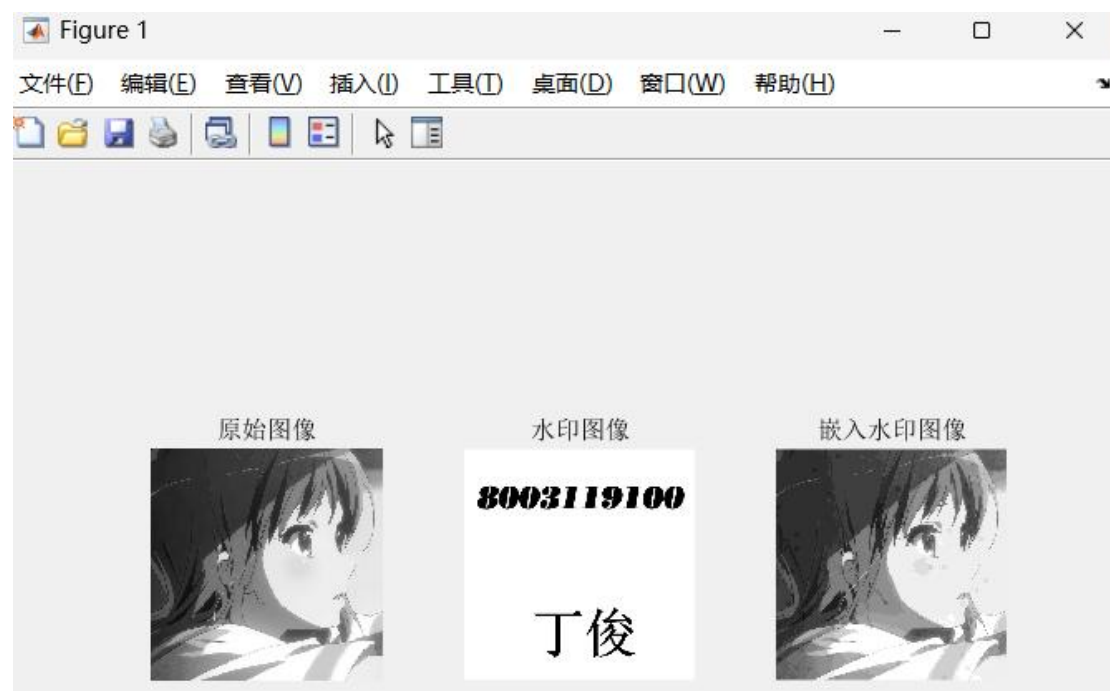 Figure 1
文件(F) 编辑(E) 查看(V) 插入(I) 工具(T) 桌面(D) 窗口(W) 帮助(H)
原始图像 水印图像 嵌入水印图像
8003119100
丁俊